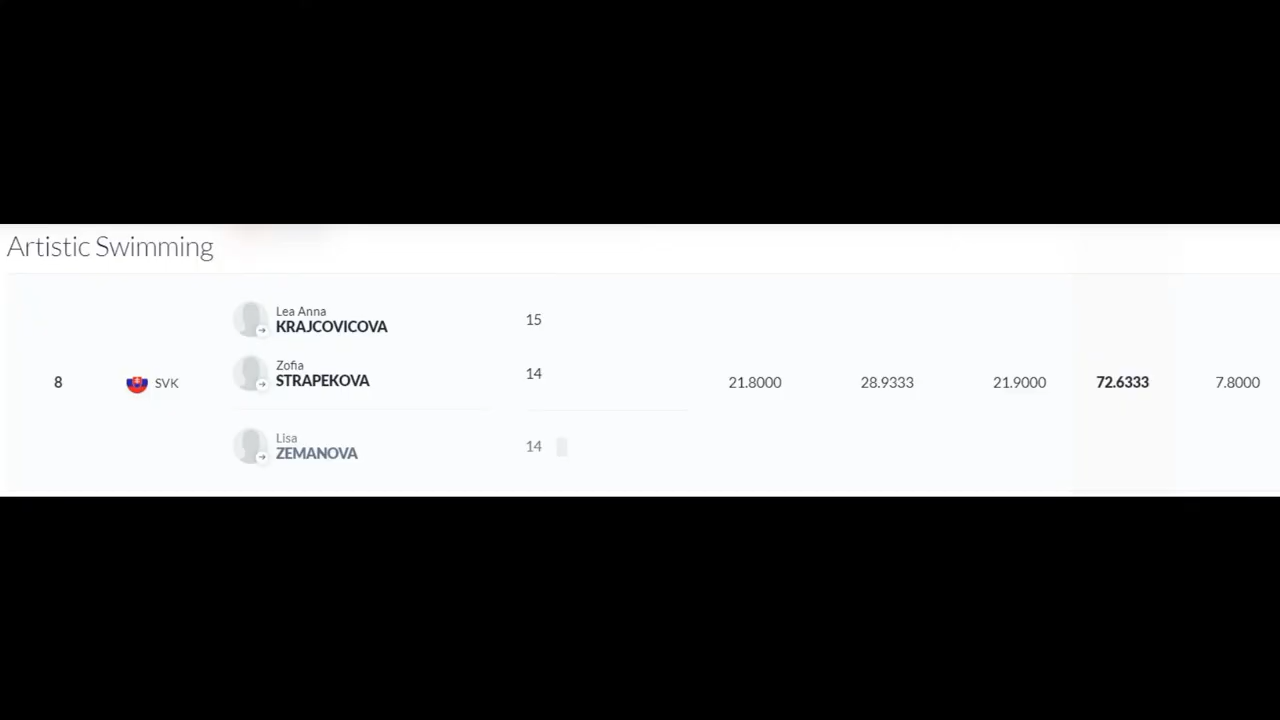 Artistic Swimming
Lea Anna
KRAJCOVICOVA
15
Zofia
STRAPEKOVA
14
8 SVK 21.8000 28.9333 21.9000 72.6333 7.8000
Lisa
ZEMANOVA
14